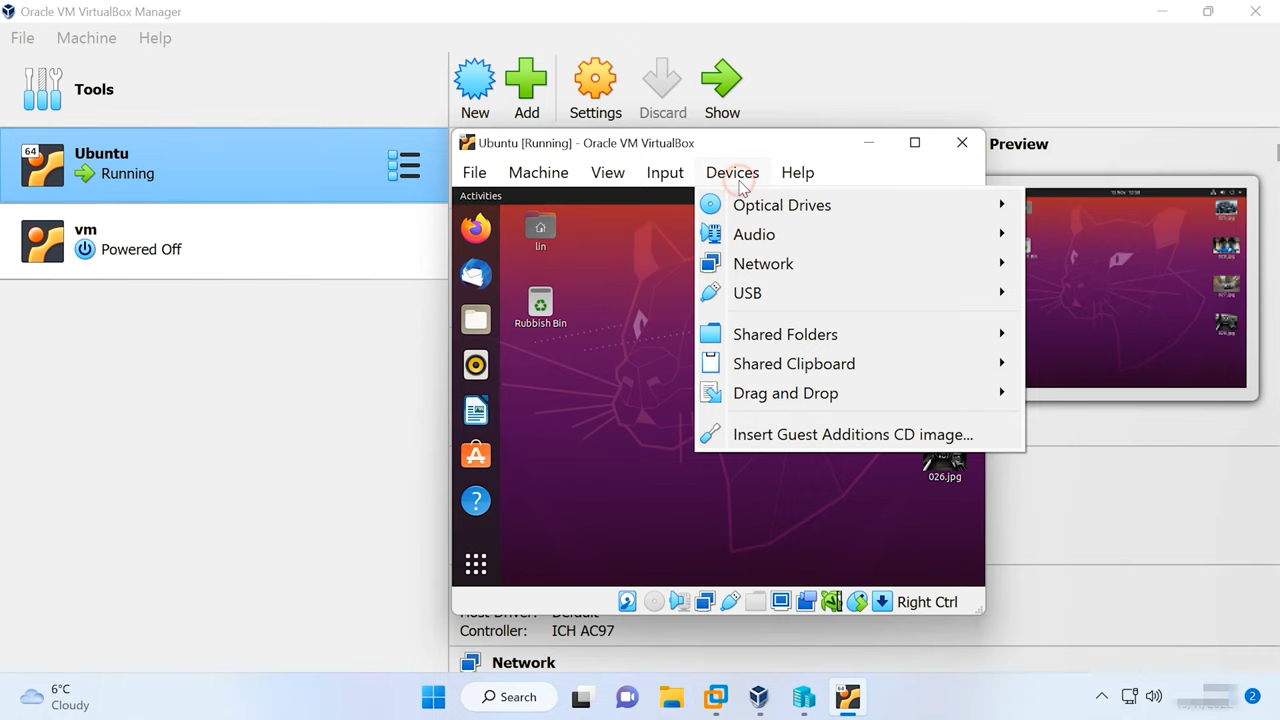 Oracle VM VirtualBox Manager
File Machine Help
Tools
New Add Settings Discard Show
64
Ubuntu
Running
vm
Powered Off
Preview
Ubuntu [Running] - Oracle VM VirtualBox
File Machine View Input Devices Help
Activities
lin
Rubbish Bin
Optical Drives
Audio
Network
USB
Shared Folders
Shared Clipboard
Drag and Drop
Insert Guest Additions CD image...
026.jpg
Right Ctrl
Controller: ICH AC97
Network
6°C
Cloudy
Search
64
2